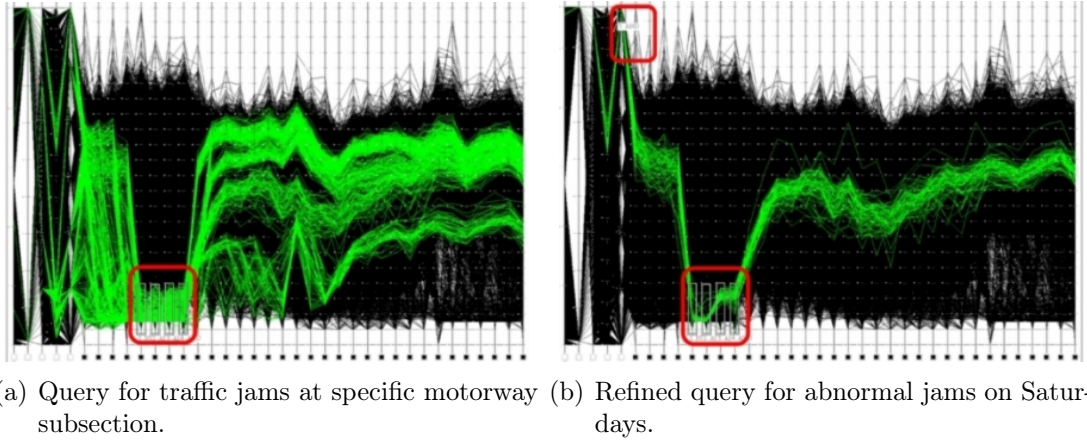 (a) Query for traffic jams at specific motorway
subsection.
(b) Refined query for abnormal jams on Satur-
days.